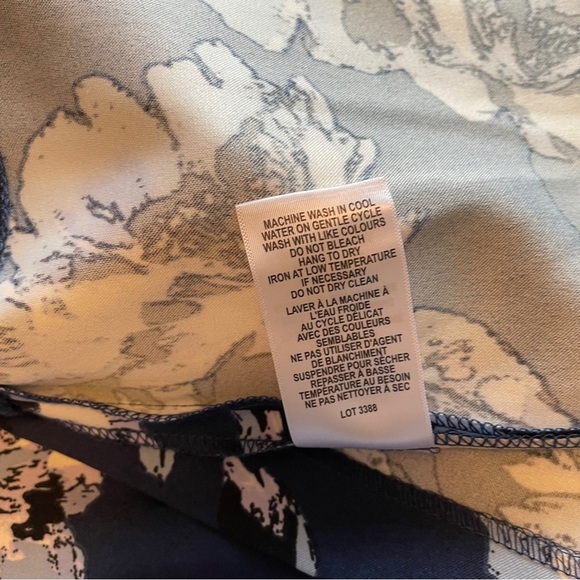 MACHINE WASH IN COOL
WATER ON GENTLE CYCLE
WASH WITH LIKE COLOURS
DO NOT BLEACH
HANG TO DRY
IRON AT LOW TEMPERATURE
IF NECESSARY
DO NOT DRY CLEAN
LAVER À LA MACHINE À
L'EAU FROIDE
AU CYCLE DÉLICAT
AVEC DES COULEURS
SEMBLABLES
NE PAS UTILISER D'AGENT
DE BLANCHIMENT
SUSPENDRE POUR SÉCHER
REPASSER À BASSE
TEMPÉRATURE AU BESOIN
NE PAS NETTOYER À SEC
LOT 3388